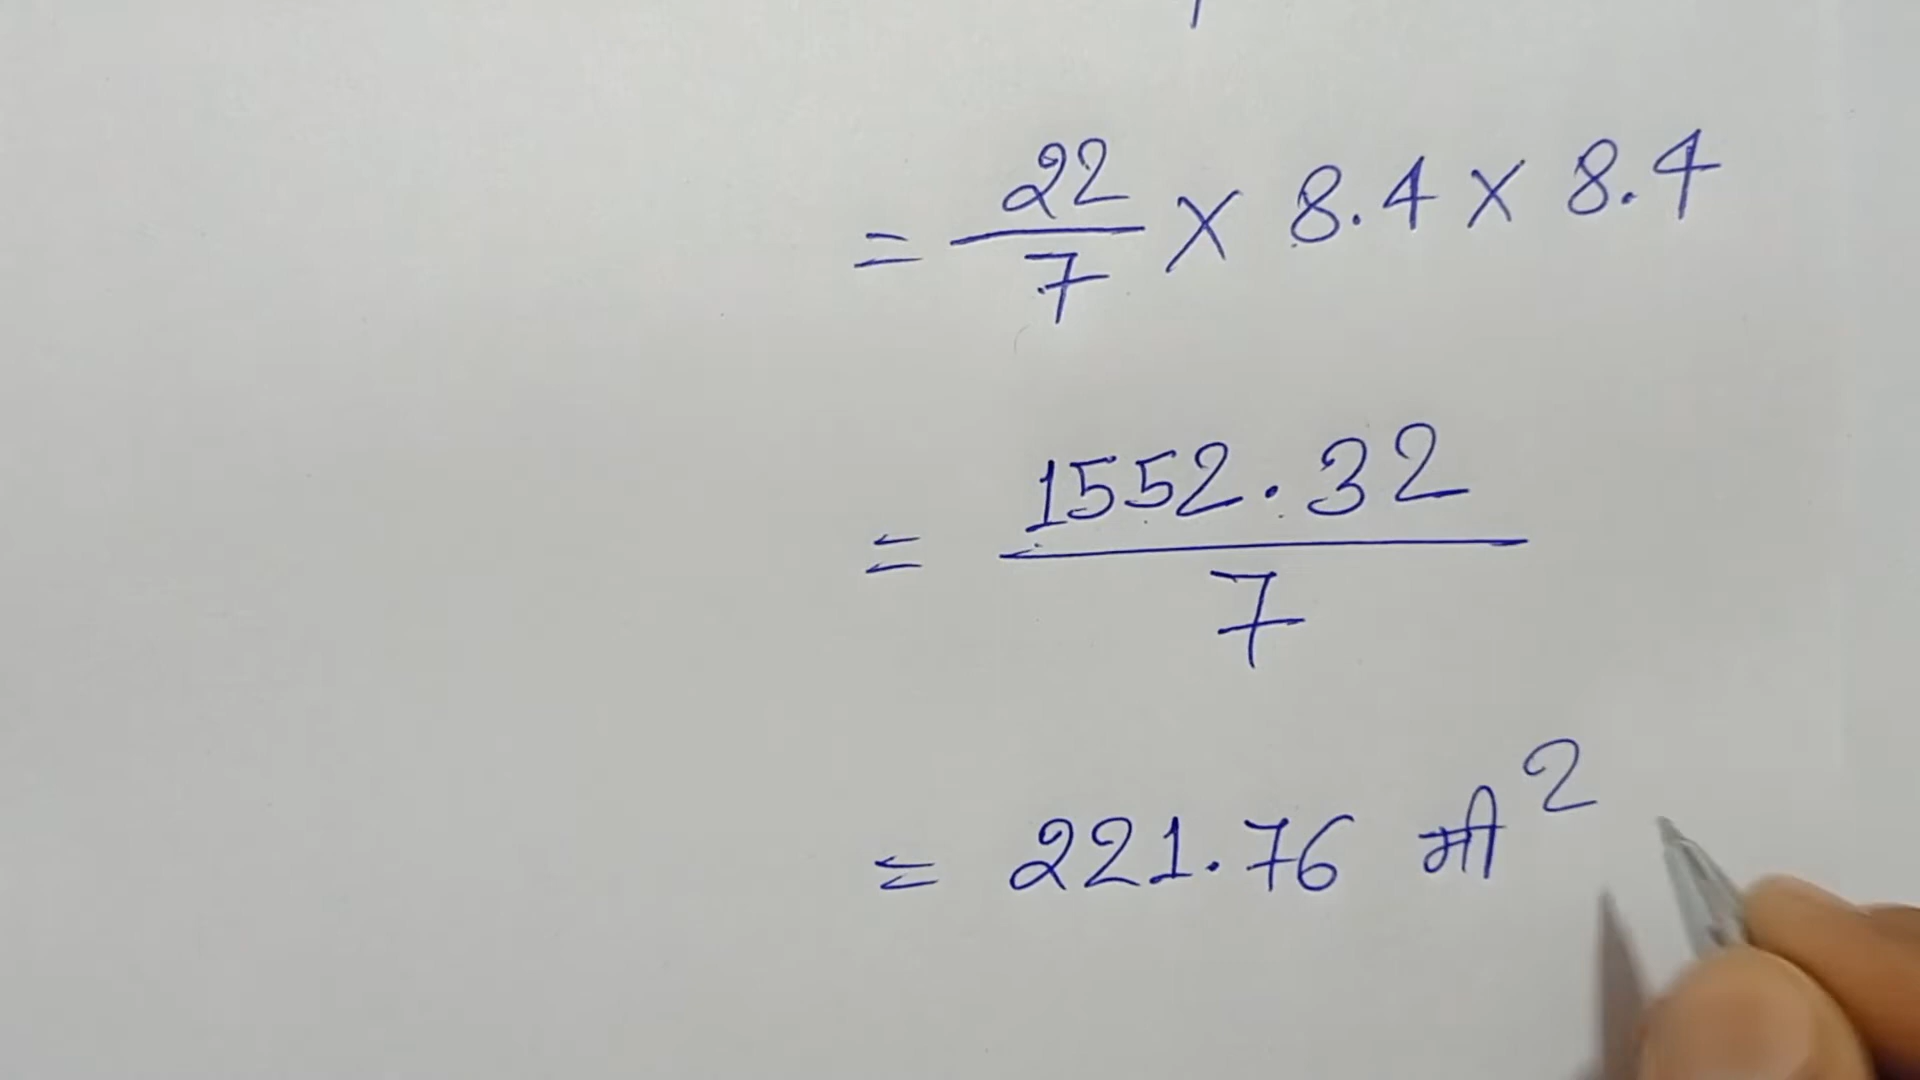 = 22/7 × 8.4 × 8.4
= 1552.32/7
= 221.76 मी²